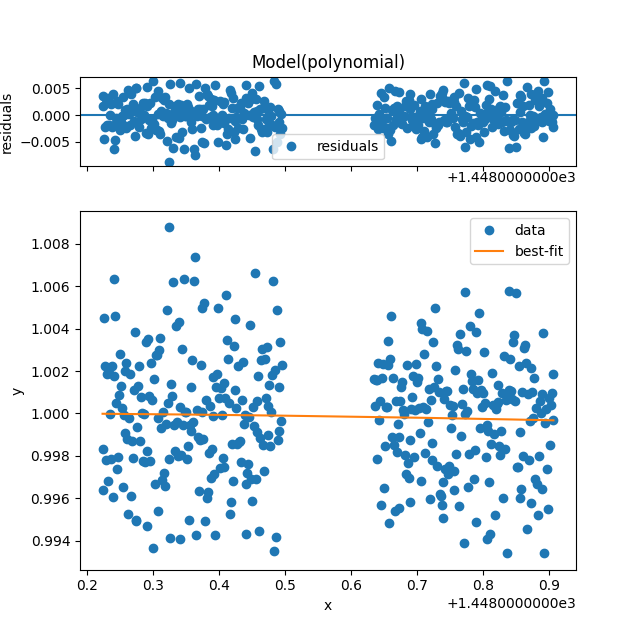 Model(polynomial)
residuals
0.005
0.000
−0.005
residuals
+1.4480000000e3
y
1.008
1.006
1.004
1.002
1.000
0.998
0.996
0.994
data
best-fit
0.2 0.3 0.4 0.5 0.6 0.7 0.8 0.9
x
+1.4480000000e3